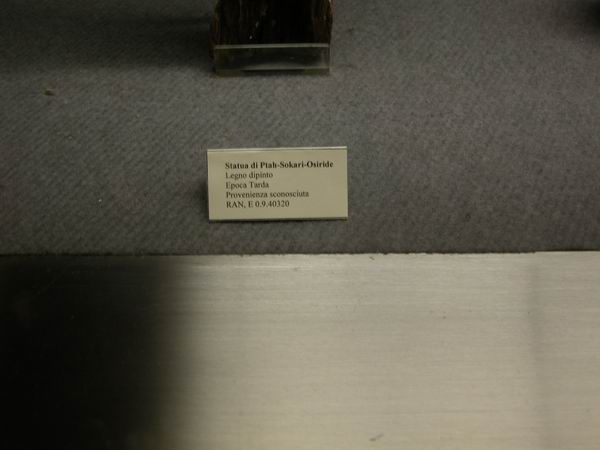 Statua di Ptah-Sokari-Osiride
Legno dipinto
Epoca Tarda
Provenienza sconosciuta
RAN, E 0.9.40320